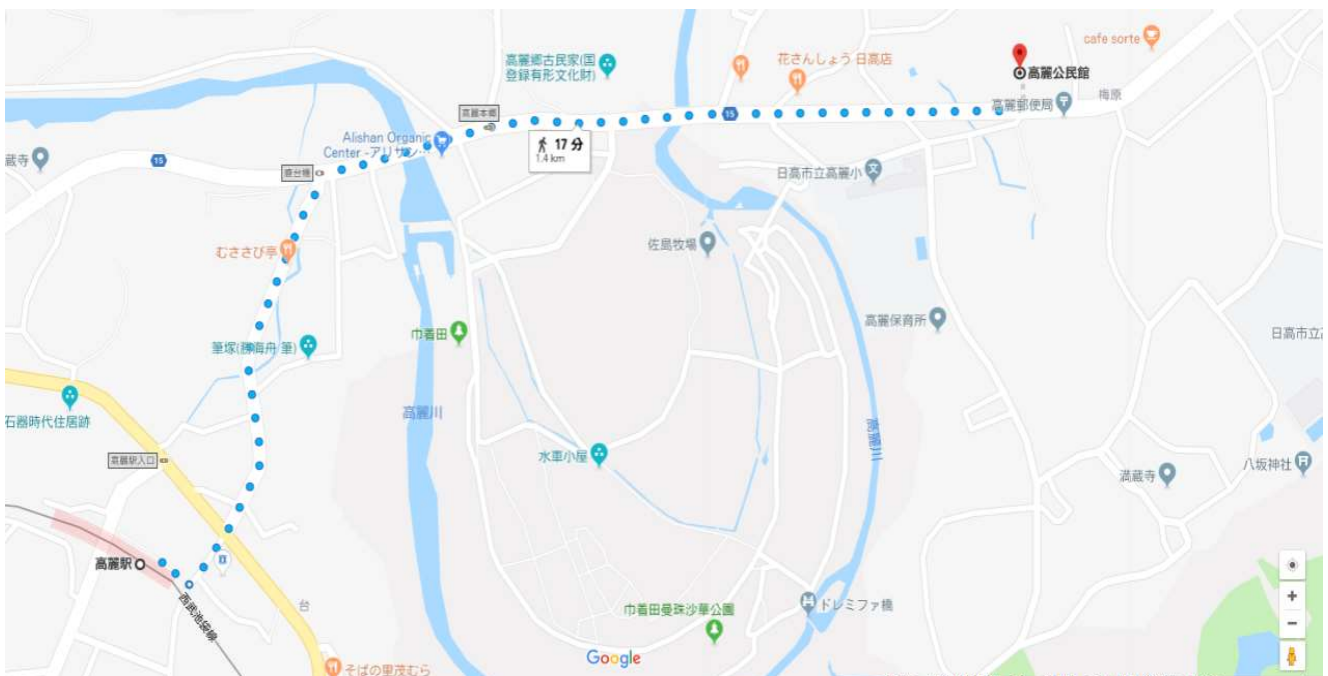 cafe sorte
高麗郷古民家(国
登録有形文化財)
花さんしょう 日高店
高麗公民館
高麗郵便局
梅原
15
高麗本郷
Alishan Organic
Center -アリサン...
17 分
1.4 km
蔵寺
15
日高市立高麗小
むささび亭
佐島牧場
高麗保育所
巾着田
日高市立高
筆塚(勝海舟 筆)
石器時代住居跡
高麗川
高麗川
水車小屋
高麗駅入口
八坂神社
満蔵寺
高麗駅
西武池袋線
台
巾着田曼珠沙華公園
ドレミファ橋
Google
そばの里茂むら